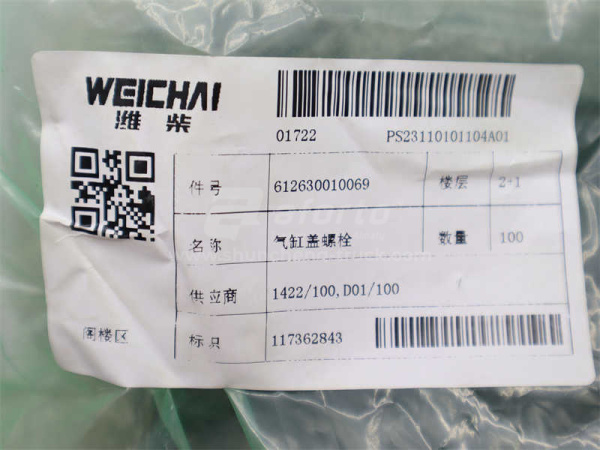 WEICHAI
潍柴
01722 PS23110101104A01
件号 612630010069 楼层 2-1
名称 气缸盖螺栓 数量 100
供应商 1422/100,D01/100
阁楼区 标识 117362843